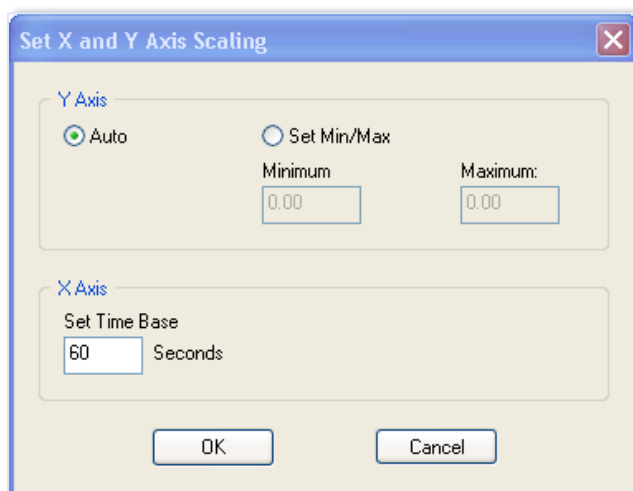 Set X and Y Axis Scaling
Y Axis
Auto Set Min/Max
Minimum Maximum:
0.00 0.00
X Axis
Set Time Base
60 Seconds
OK Cancel